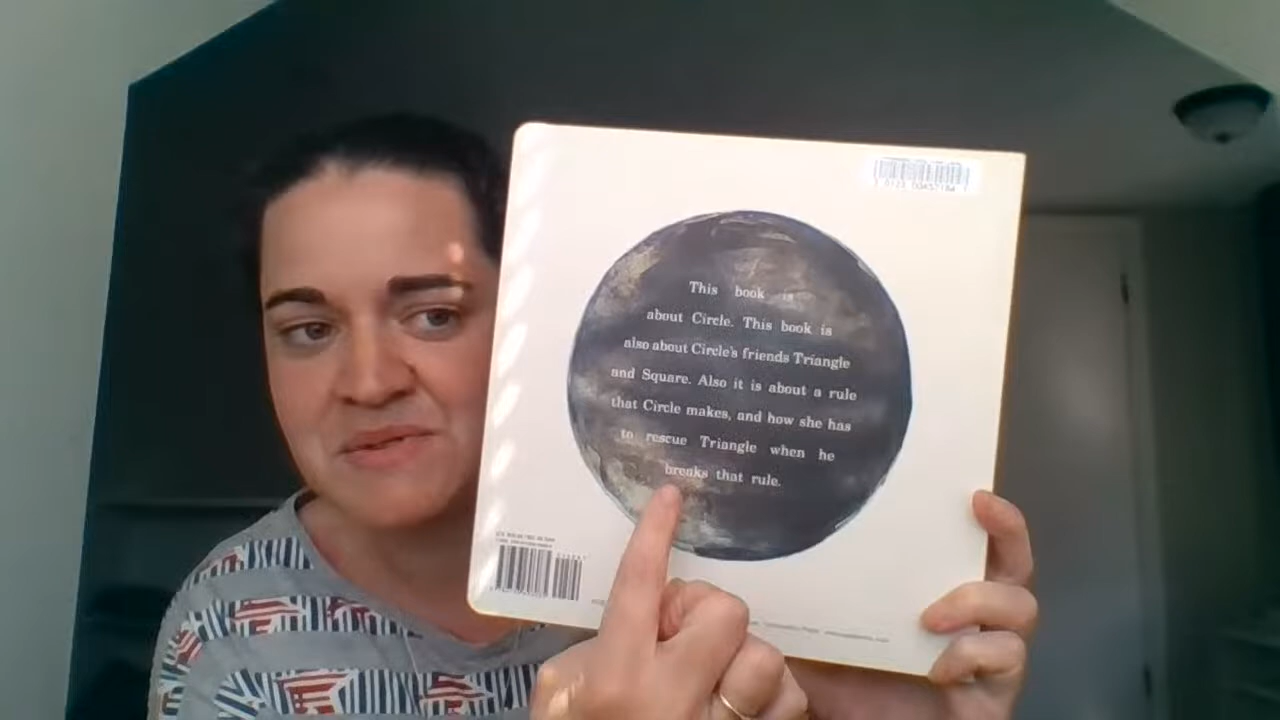 This book is
about Circle. This book is
also about Circle's friends Triangle
and Square. Also it is about a rule
that Circle makes, and how she has
to rescue Triangle when he
breaks that rule.